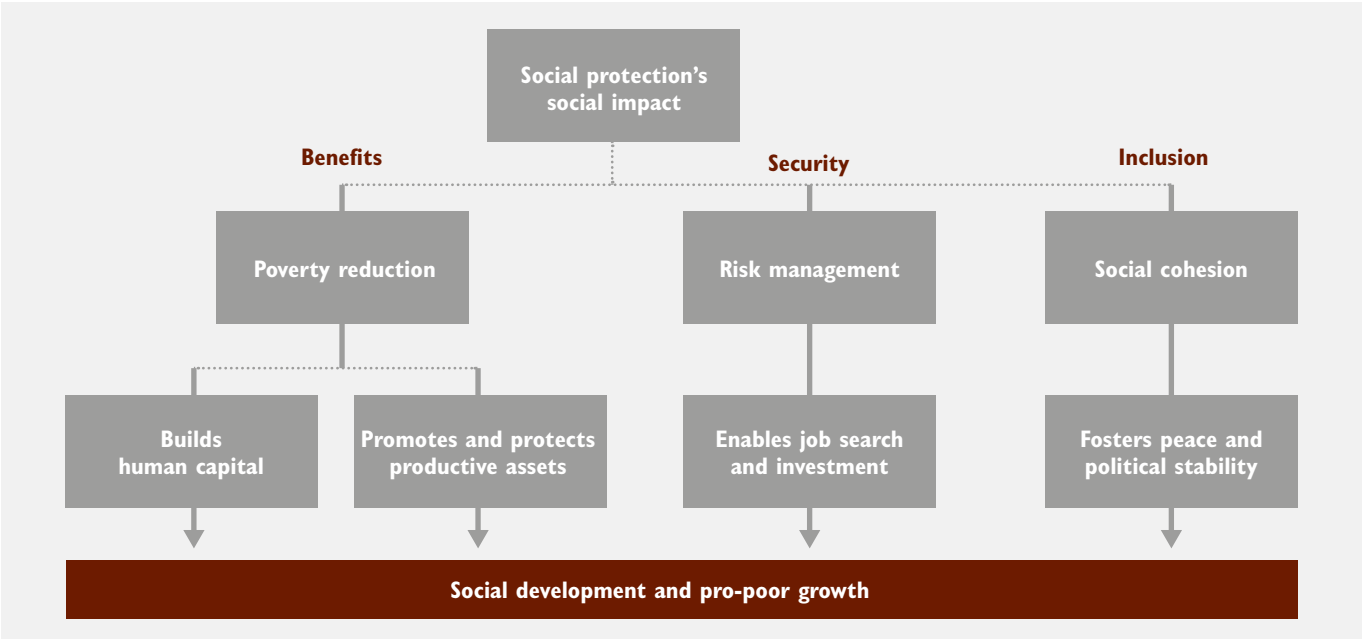 Social protection’s
social impact
Benefits
Security
Inclusion
Poverty reduction
Risk management
Social cohesion
Builds
human capital
Promotes and protects
productive assets
Enables job search
and investment
Fosters peace and
political stability
Social development and pro-poor growth